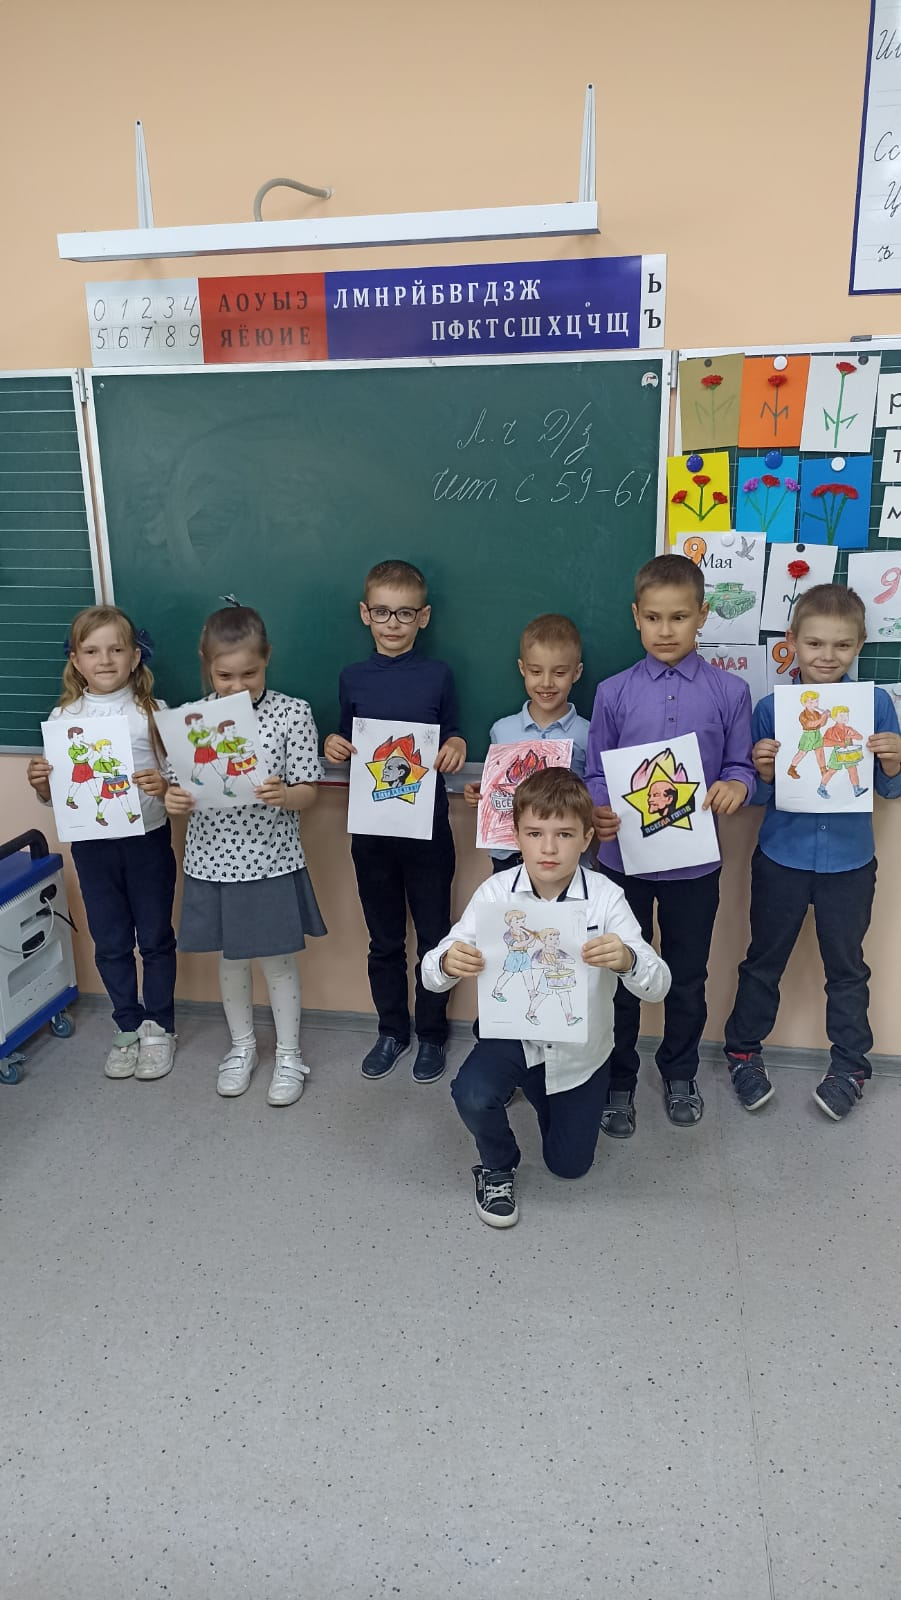 0 1 2 3 4
5 6 7 8 9
А О У Ы Э
Я Ё Ю И Е
Л М Н Р Й Б В Г Д З Ж
П Ф К Т С Ш Х Ц Ч Щ
Ь
Ъ
Л. ч Д/з
Чит. с 59-61
9
Мая
МАЯ
9
9
ВСЕГДА ГОТОВ
ВСЕГДА ГОТОВ